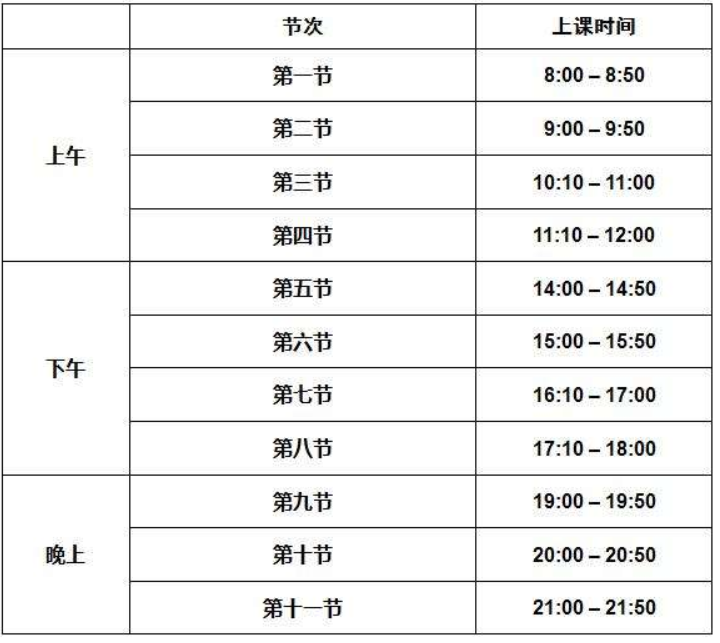 节次 上课时间
上午
第一节 8:00 – 8:50
第二节 9:00 – 9:50
第三节 10:10 – 11:00
第四节 11:10 – 12:00
下午
第五节 14:00 – 14:50
第六节 15:00 – 15:50
第七节 16:10 – 17:00
第八节 17:10 – 18:00
晚上
第九节 19:00 – 19:50
第十节 20:00 – 20:50
第十一节 21:00 – 21:50